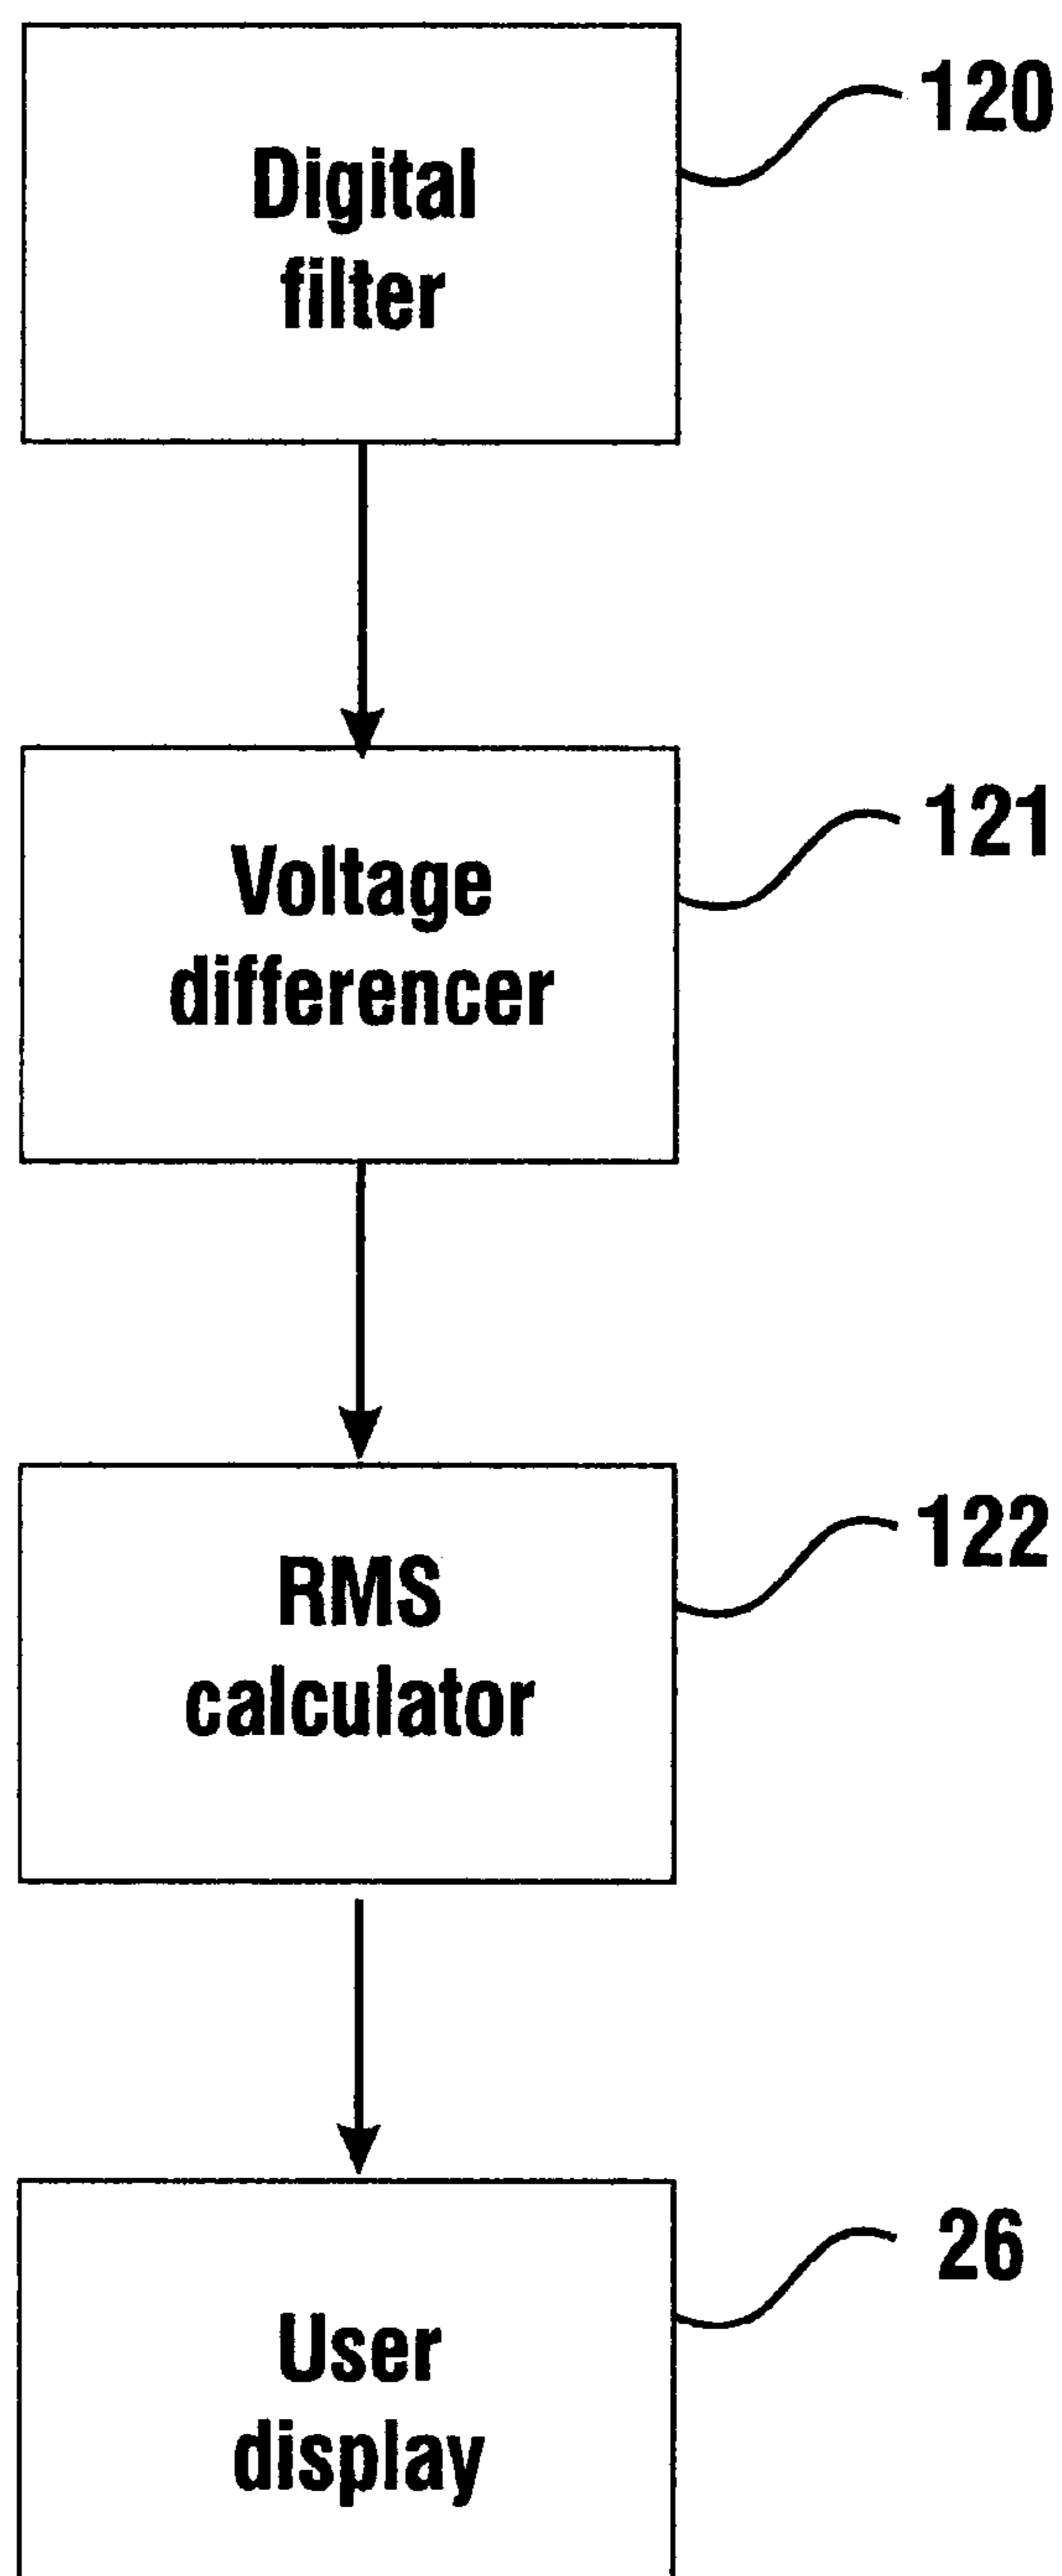 120
Digital
filter
121
Voltage
differencer
122
RMS
calculator
26
User
display